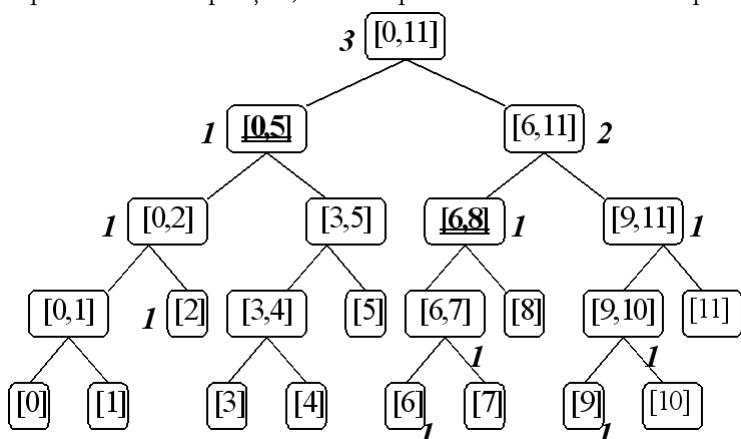 3 [0,11]
1 [0,5] [6,11] 2
1 [0,2] [3,5] [6,8] 1 [9,11] 1
[0,1] 1 [2] [3,4] [5] [6,7] [8] [9,10] [11]
1 1
[0] [1] [3] [4] [6] [7] [9] [10]
1 1